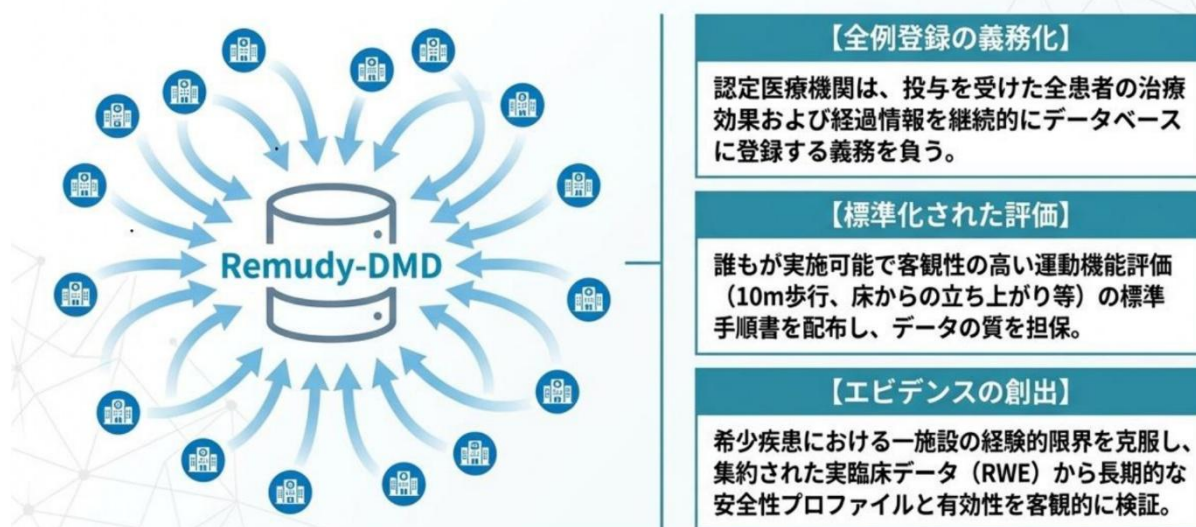 Remudy-DMD
【全例登録の義務化】
認定医療機関は、投与を受けた全患者の治療
効果および経過情報を継続的にデータベース
に登録する義務を負う。
【標準化された評価】
誰もが実施可能で客観性の高い運動機能評価
（10m歩行、床からの立ち上がり等）の標準
手順書を配布し、データの質を担保。
【エビデンスの創出】
希少疾患における一施設の経験的限界を克服し、
集約された実臨床データ（RWE）から長期的な
安全性プロファイルと有効性を客観的に検証。